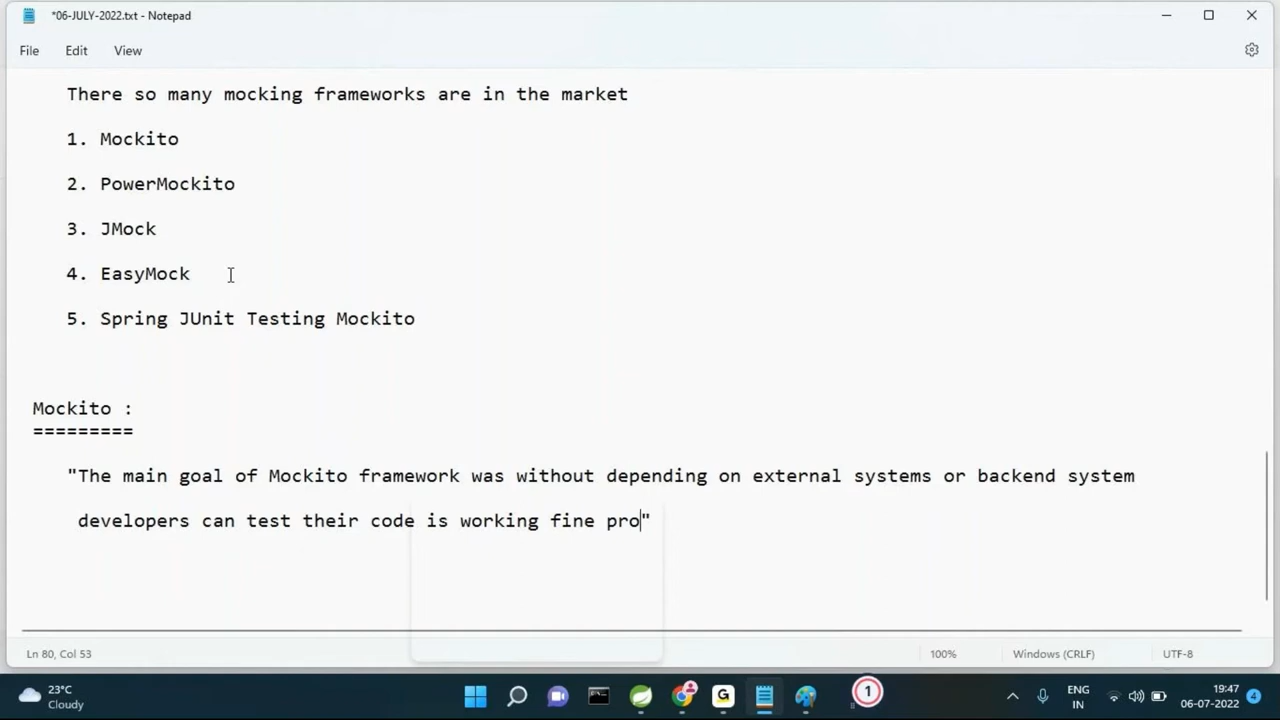 *06-JULY-2022.txt - Notepad
File Edit View
There so many mocking frameworks are in the market
1. Mockito
2. PowerMockito
3. JMock
4. EasyMock
5. Spring JUnit Testing Mockito
Mockito :
=========
"The main goal of Mockito framework was without depending on external systems or backend system
developers can test their code is working fine pro"
Ln 80, Col 53 100% Windows (CRLF) UTF-8
23°C
Cloudy
G
1
ENG
IN
19:47
06-07-2022
4